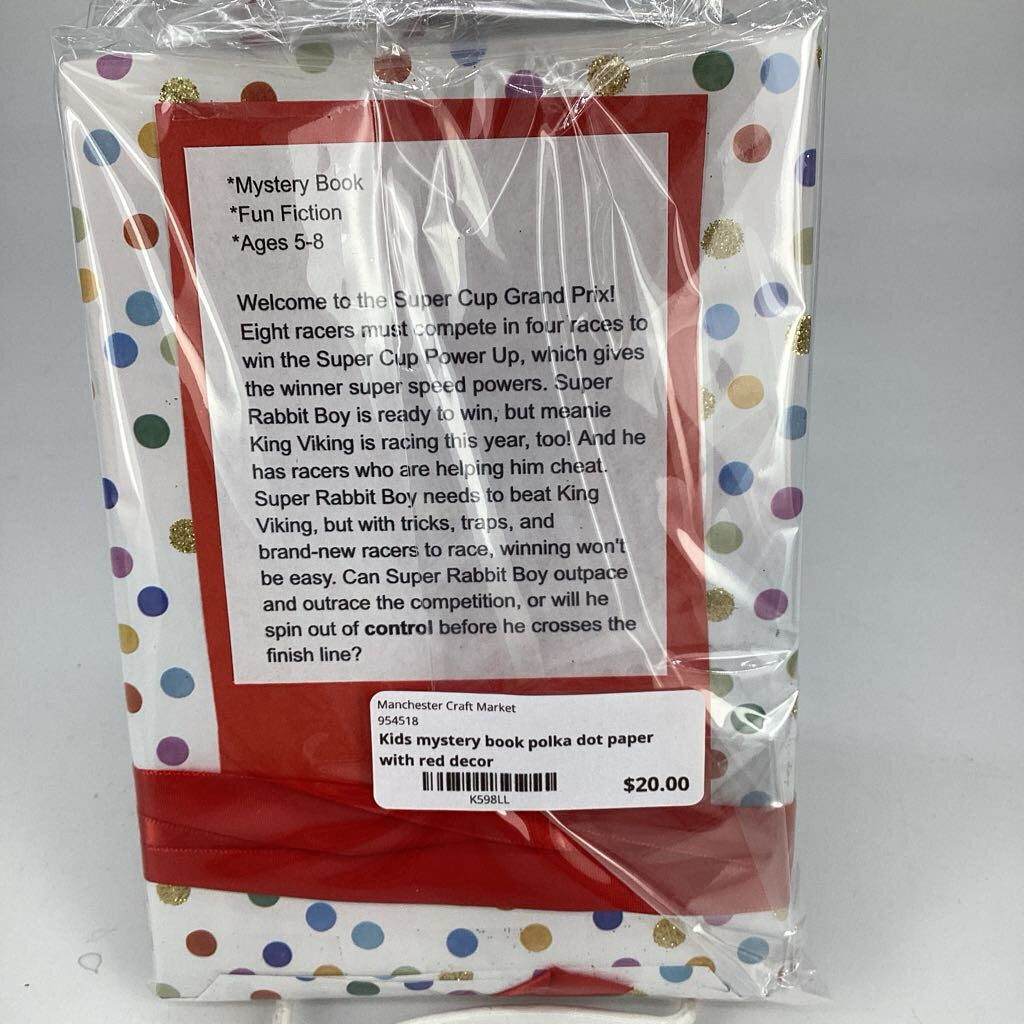 *Mystery Book
*Fun Fiction
*Ages 5-8
Welcome to the Super Cup Grand Prix!
Eight racers must compete in four races to
win the Super Cup Power Up, which gives
the winner super speed powers. Super
Rabbit Boy is ready to win, but meanie
King Viking is racing this year, too! And he
has racers who are helping him cheat.
Super Rabbit Boy needs to beat King
Viking, but with tricks, traps, and
brand-new racers to race, winning won't
be easy. Can Super Rabbit Boy outpace
and outrace the competition, or will he
spin out of control before he crosses the
finish line?
Manchester Craft Market
954518
Kids mystery book polka dot paper
with red decor
$20.00
K598LL